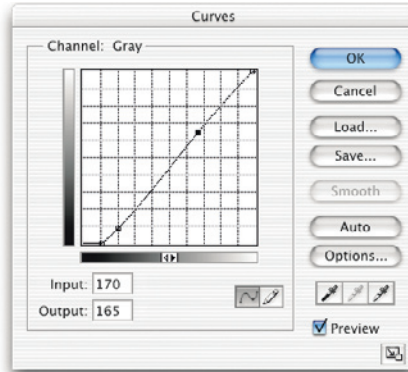 Curves
Channel: Gray
Input: 170
Output: 165
OK
Cancel
Load...
Save...
Smooth
Auto
Options...
Preview